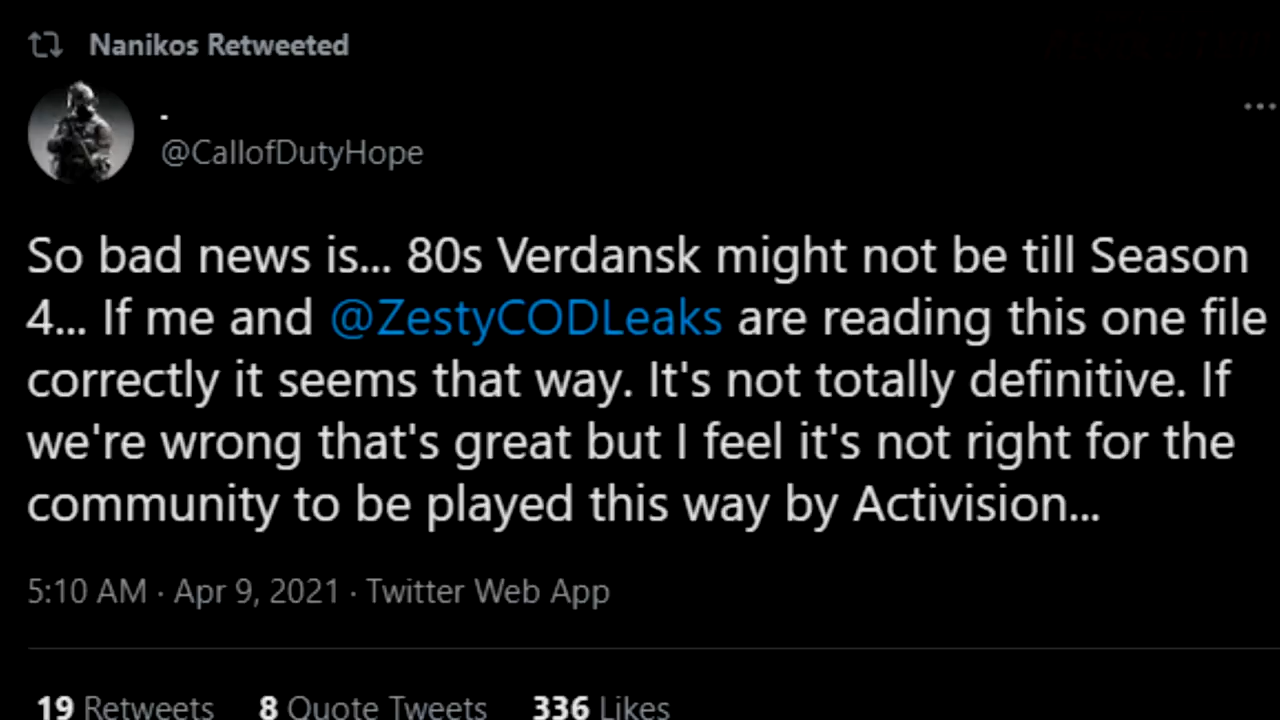 Nanikos Retweeted
.
@CallofDutyHope
So bad news is... 80s Verdansk might not be till Season
4... If me and @ZestyCODLeaks are reading this one file
correctly it seems that way. It's not totally definitive. If
we're wrong that's great but I feel it's not right for the
community to be played this way by Activision...
5:10 AM · Apr 9, 2021 · Twitter Web App
19 Retweets 8 Quote Tweets 336 Likes